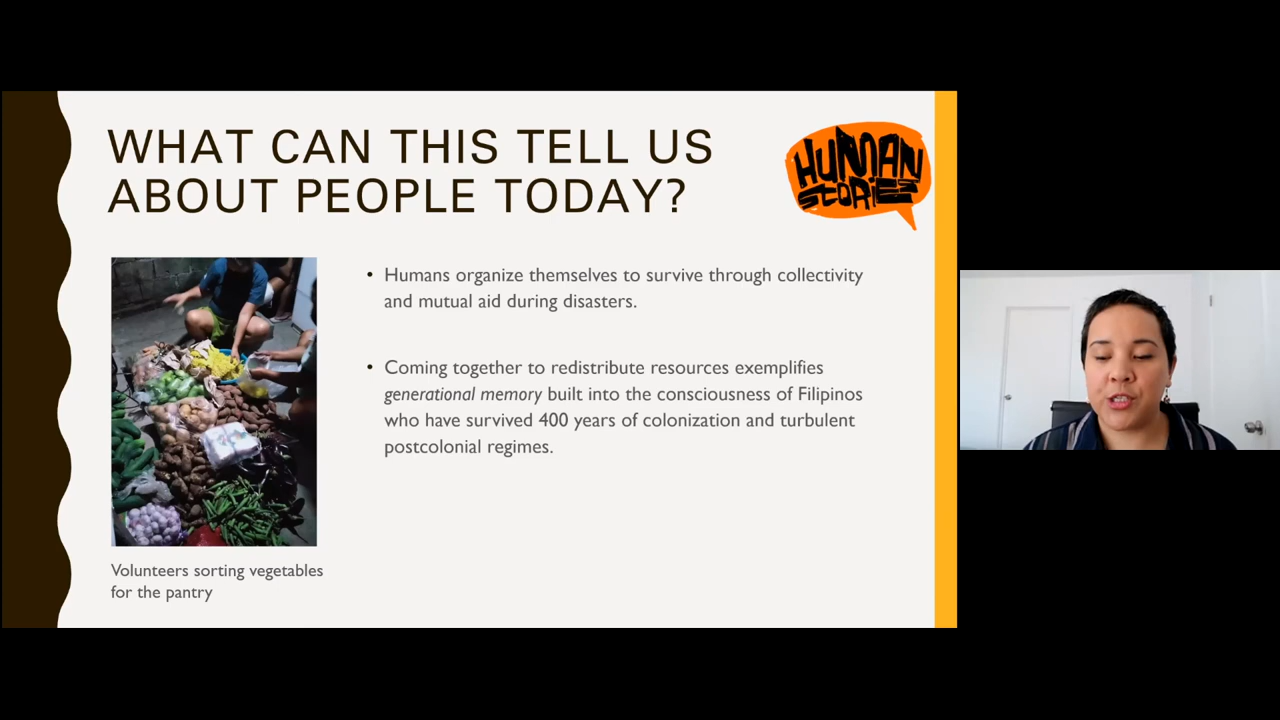 WHAT CAN THIS TELL US
ABOUT PEOPLE TODAY?
HUMAN
STORIES
• Humans organize themselves to survive through collectivity
and mutual aid during disasters.
• Coming together to redistribute resources exemplifies
generational memory built into the consciousness of Filipinos
who have survived 400 years of colonization and turbulent
postcolonial regimes.
Volunteers sorting vegetables
for the pantry